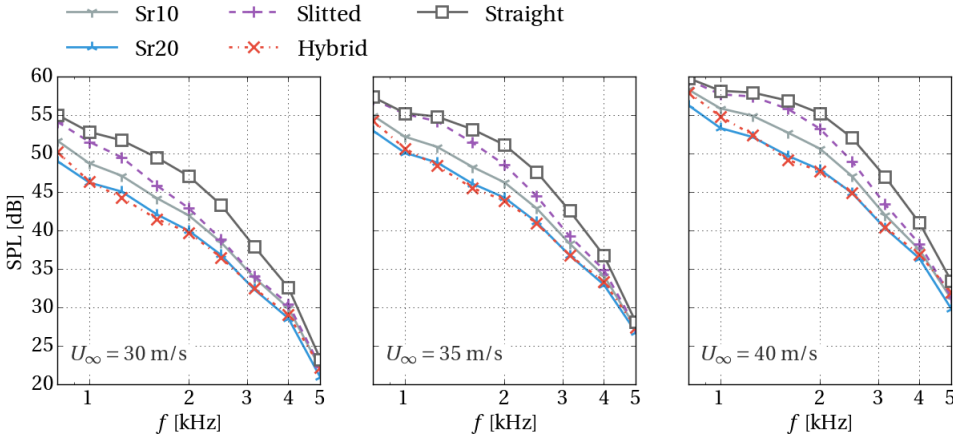 Sr10 Slitted Straight
Sr20 Hybrid
60
55
50
45
40
35
30
25
20
SPL [dB]
U∞ = 30 m/s
U∞ = 35 m/s
U∞ = 40 m/s
1 2 3 4 5
1 2 3 4 5
1 2 3 4 5
f [kHz]
f [kHz]
f [kHz]